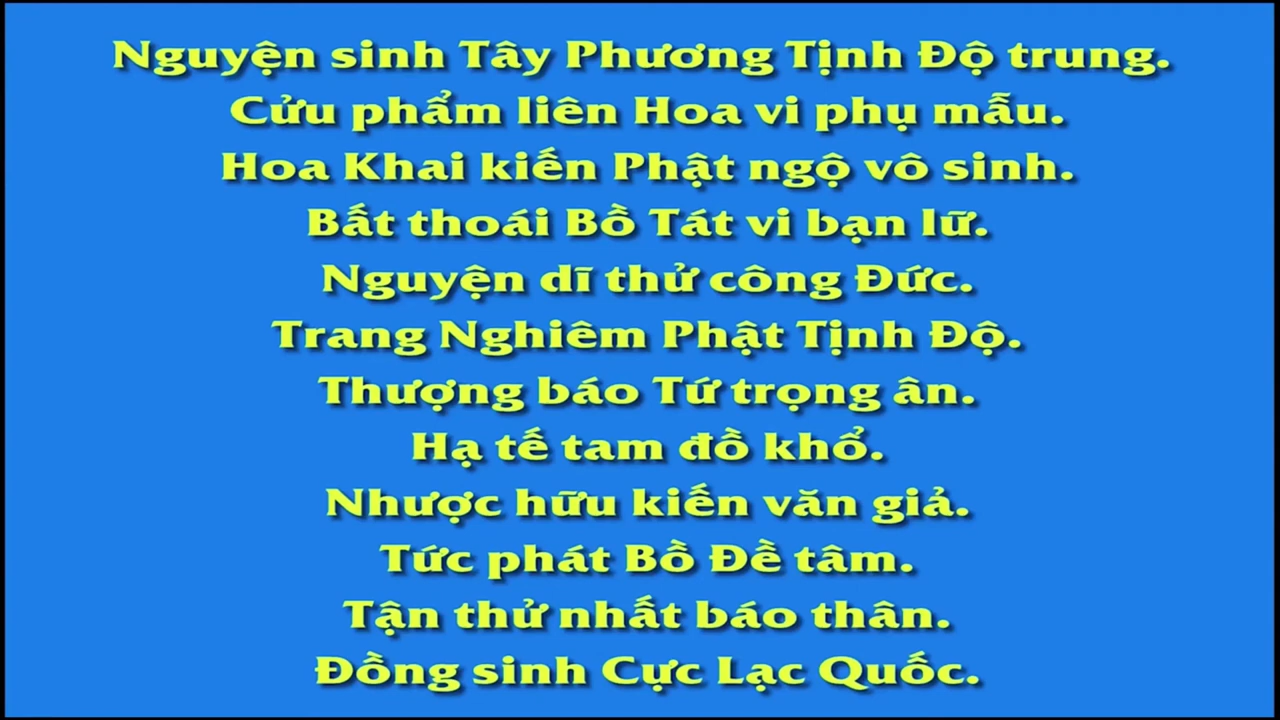 Nguyện sinh Tây Phương Tịnh Độ trung.
Cửu phẩm liên Hoa vi phụ mẫu.
Hoa Khai kiến Phật ngộ vô sinh.
Bất thoái Bồ Tát vi bạn lữ.
Nguyện dĩ thử công Đức.
Trang Nghiêm Phật Tịnh Độ.
Thượng báo Tứ trọng ân.
Hạ tế tam đồ khổ.
Nhược hữu kiến văn giả.
Tức phát Bồ Đề tâm.
Tận thử nhất báo thân.
Đồng sinh Cực Lạc Quốc.